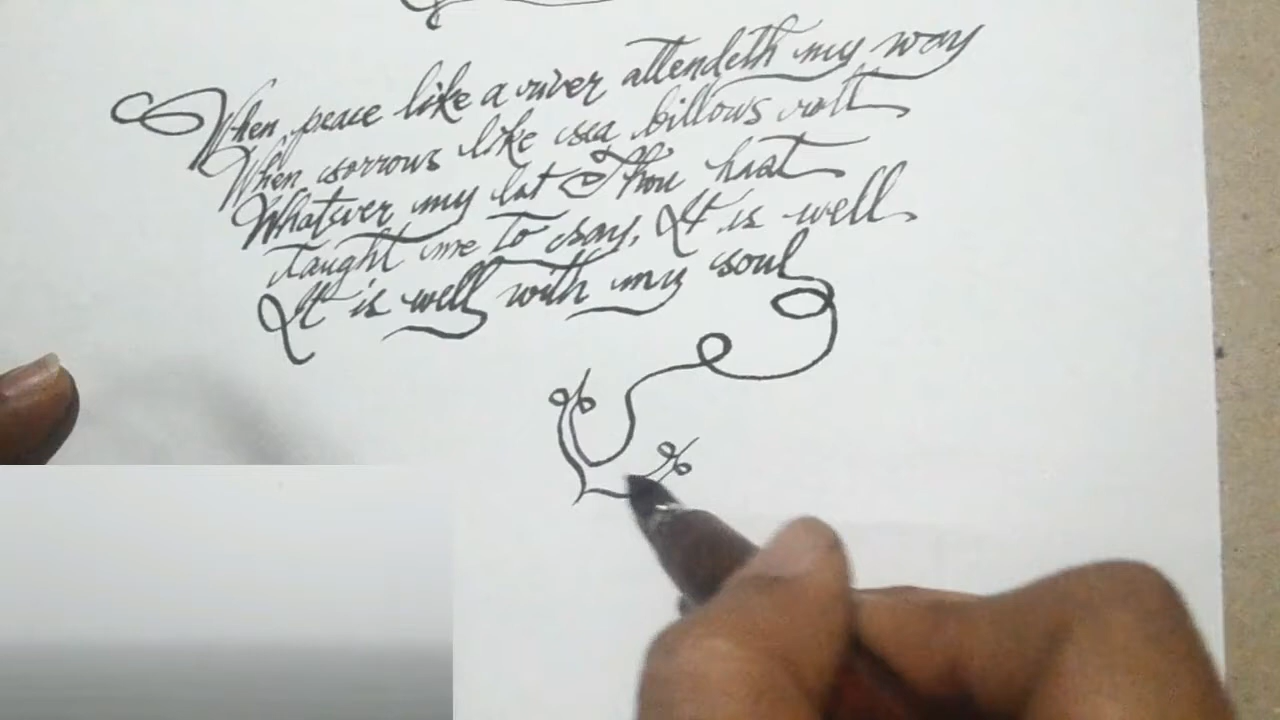 When peace like a river attendeth my way
When sorrows like sea billows roll
Whatever my lot Thou hast
taught me to say, It is well
It is well with my soul